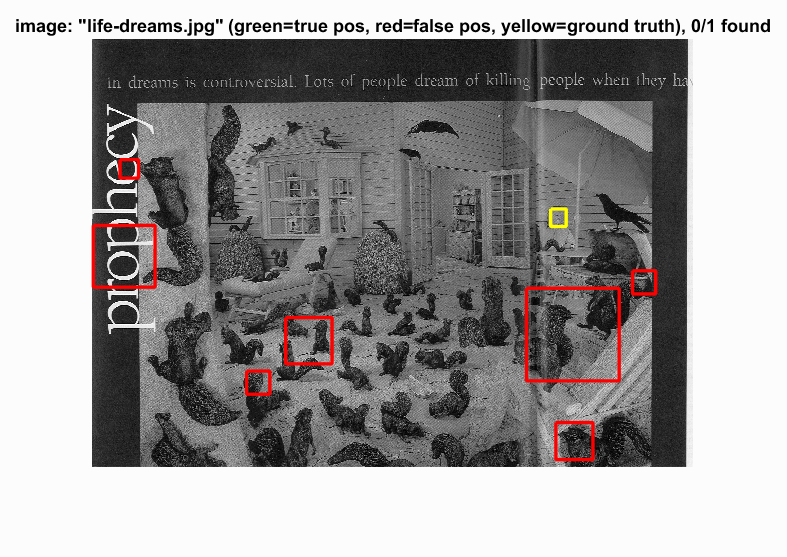 image: "life-dreams.jpg" (green=true pos, red=false pos, yellow=ground truth), 0/1 found
in dreams is controversial. Lots of people dream of killing people when they ha
prophecy